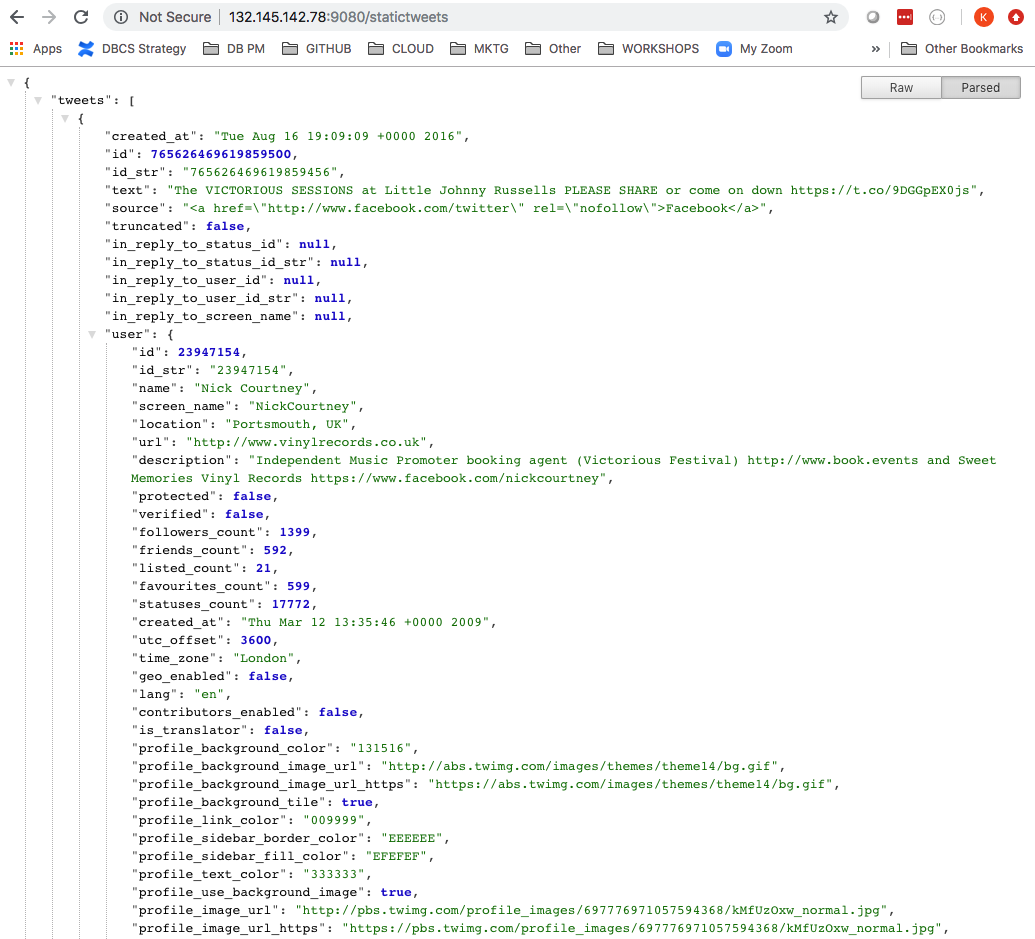 Not Secure | 132.145.142.78:9080/statictweets
K
Apps DBCS Strategy DB PM GITHUB CLOUD MKTG Other WORKSHOPS My Zoom » Other Bookmarks
Raw Parsed
{
"tweets": [
{
"created_at": "Tue Aug 16 19:09:09 +0000 2016",
"id": 765626469619859500,
"id_str": "765626469619859456",
"text": "The VICTORIOUS SESSIONS at Little Johnny Russells PLEASE SHARE or come on down https://t.co/9DGGpEX0js",
"source": "<a href=\"http://www.facebook.com/twitter\" rel=\"nofollow\">Facebook</a>",
"truncated": false,
"in_reply_to_status_id": null,
"in_reply_to_status_id_str": null,
"in_reply_to_user_id": null,
"in_reply_to_user_id_str": null,
"in_reply_to_screen_name": null,
"user": {
"id": 23947154,
"id_str": "23947154",
"name": "Nick Courtney",
"screen_name": "NickCourtney",
"location": "Portsmouth, UK",
"url": "http://www.vinylrecords.co.uk",
"description": "Independent Music Promoter booking agent (Victorious Festival) http://www.book.events and Sweet
Memories Vinyl Records https://www.facebook.com/nickcourtney",
"protected": false,
"verified": false,
"followers_count": 1399,
"friends_count": 592,
"listed_count": 21,
"favourites_count": 599,
"statuses_count": 17772,
"created_at": "Thu Mar 12 13:35:46 +0000 2009",
"utc_offset": 3600,
"time_zone": "London",
"geo_enabled": false,
"lang": "en",
"contributors_enabled": false,
"is_translator": false,
"profile_background_color": "131516",
"profile_background_image_url": "http://abs.twimg.com/images/themes/theme14/bg.gif",
"profile_background_image_url_https": "https://abs.twimg.com/images/themes/theme14/bg.gif",
"profile_background_tile": true,
"profile_link_color": "009999",
"profile_sidebar_border_color": "EEEEEE",
"profile_sidebar_fill_color": "EFEFEF",
"profile_text_color": "333333",
"profile_use_background_image": true,
"profile_image_url": "http://pbs.twimg.com/profile_images/697776971057594368/kMfUzOxw_normal.jpg",
"profile_image_url_https": "https://pbs.twimg.com/profile_images/697776971057594368/kMfUzOxw_normal.jpg",